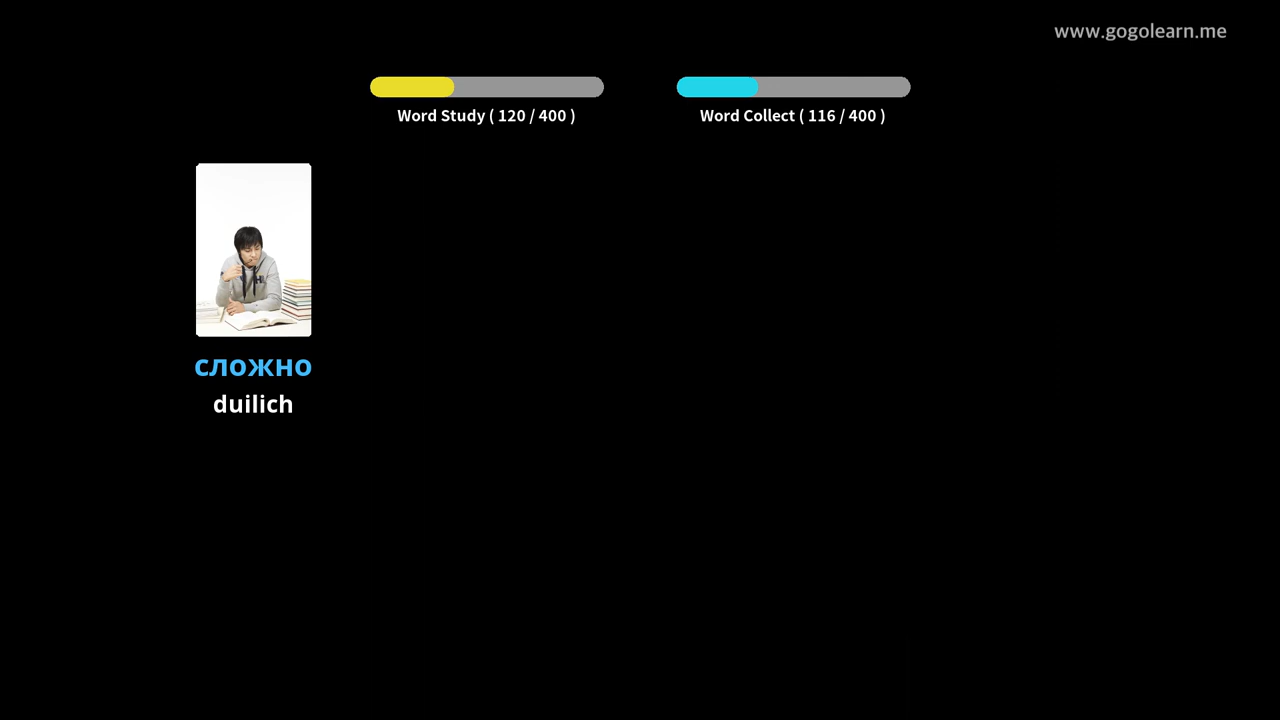 www.gogolearn.me
Word Study ( 120 / 400 )
Word Collect ( 116 / 400 )
сложно
duilich